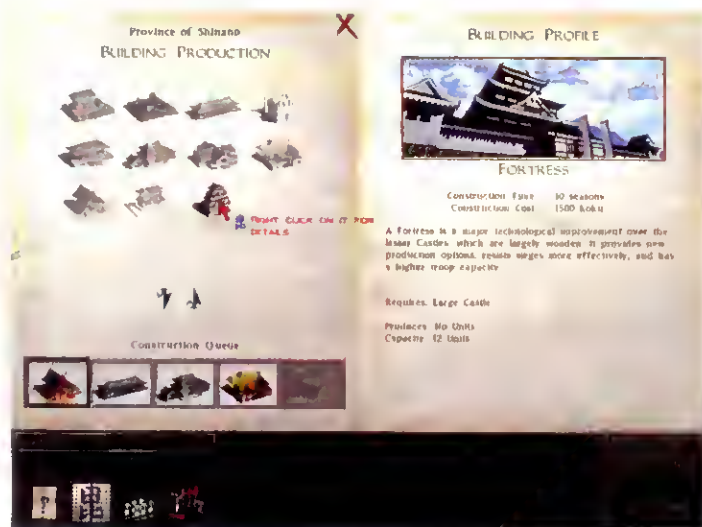 Province of Shinano
BUILDING PRODUCTION
RIGHT CLICK ON IT FOR
DETAILS
Construction Queue
BUILDING PROFILE
FORTRESS
Construction Time 10 seasons
Construction Cost 1500 koku
A Fortress is a major technological improvement over the
lesser Castles, which are largely wooden. It provides new
production options, resists sieges more effectively, and has
a higher troop capacity.
Requires: Large Castle
Produces: No Units
Capacity: 12 Units
?